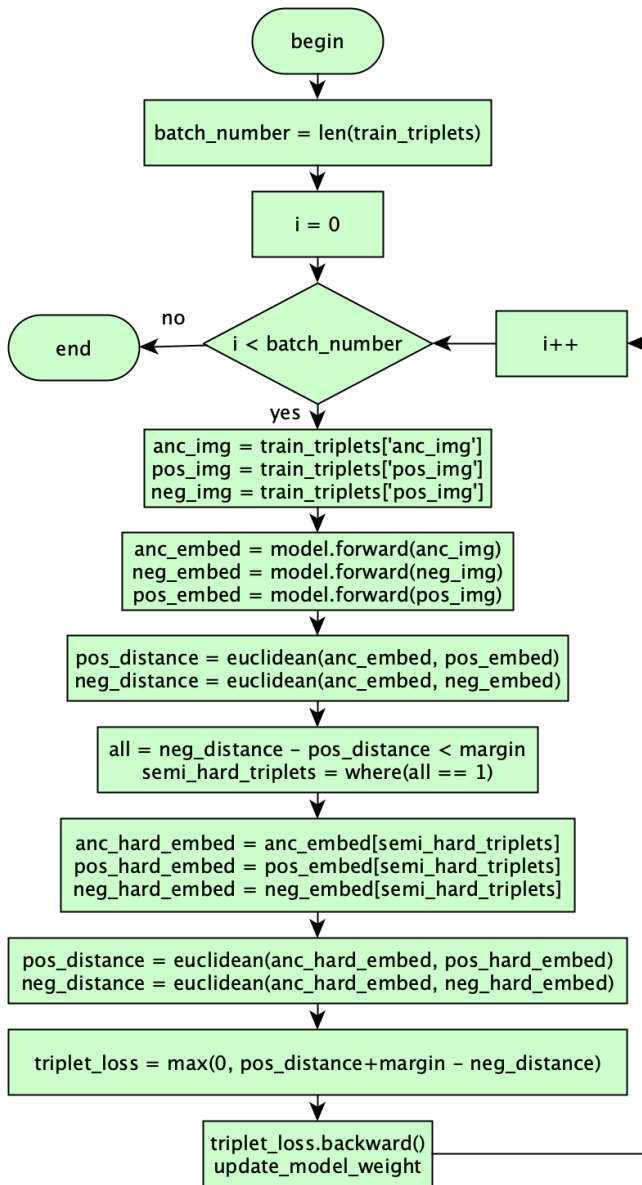 begin
batch_number = len(train_triplets)
i = 0
i < batch_number
no
end
i++
yes
anc_img = train_triplets['anc_img']
pos_img = train_triplets['pos_img']
neg_img = train_triplets['pos_img']
anc_embed = model.forward(anc_img)
neg_embed = model.forward(neg_img)
pos_embed = model.forward(pos_img)
pos_distance = euclidean(anc_embed, pos_embed)
neg_distance = euclidean(anc_embed, neg_embed)
all = neg_distance - pos_distance < margin
semi_hard_triplets = where(all == 1)
anc_hard_embed = anc_embed[semi_hard_triplets]
pos_hard_embed = pos_embed[semi_hard_triplets]
neg_hard_embed = neg_embed[semi_hard_triplets]
pos_distance = euclidean(anc_hard_embed, pos_hard_embed)
neg_distance = euclidean(anc_hard_embed, neg_hard_embed)
triplet_loss = max(0, pos_distance+margin - neg_distance)
triplet_loss.backward()
update_model_weight